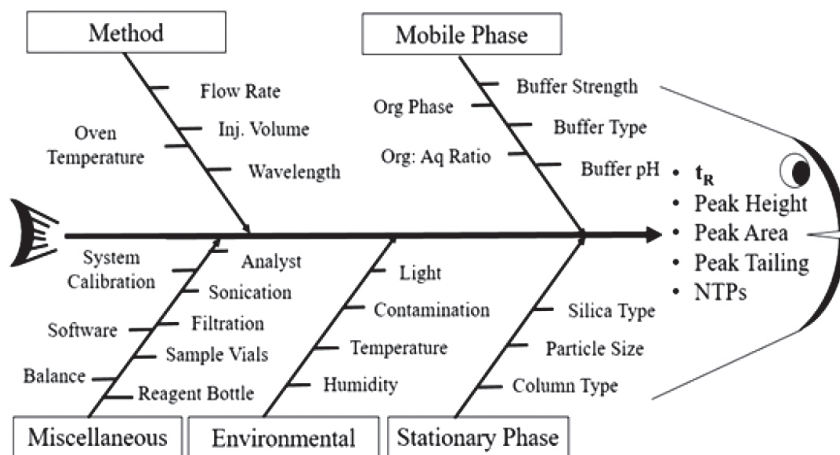 Method
Mobile Phase
Flow Rate
Inj. Volume
Wavelength
Oven
Temperature
Buffer Strength
Buffer Type
Buffer pH
Org Phase
Org: Aq Ratio
• tR
• Peak Height
• Peak Area
• Peak Tailing
• NTPs
System
Calibration
Software
Balance
Analyst
Sonication
Filtration
Sample Vials
Reagent Bottle
Light
Contamination
Temperature
Humidity
Silica Type
Particle Size
Column Type
Miscellaneous
Environmental
Stationary Phase